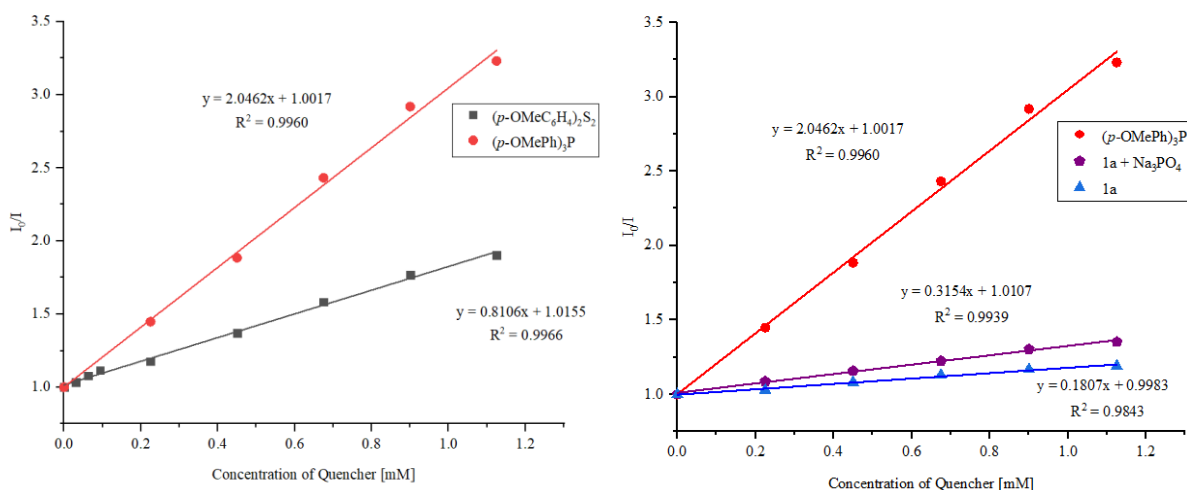 3.5
3.0
2.5
2.0
1.5
1.0
I₀/I
y = 2.0462x + 1.0017
R² = 0.9960
(p-OMeC₆H₄)₂S₂
(p-OMePh)₃P
y = 0.8106x + 1.0155
R² = 0.9966
0.0 0.2 0.4 0.6 0.8 1.0 1.2
Concentration of Quencher [mM]
3.5
3.0
2.5
2.0
1.5
1.0
I₀/I
y = 2.0462x + 1.0017
R² = 0.9960
(p-OMePh)₃P
1a + Na₃PO₄
1a
y = 0.3154x + 1.0107
R² = 0.9939
y = 0.1807x + 0.9983
R² = 0.9843
0.0 0.2 0.4 0.6 0.8 1.0 1.2
Concentration of Quencher [mM]